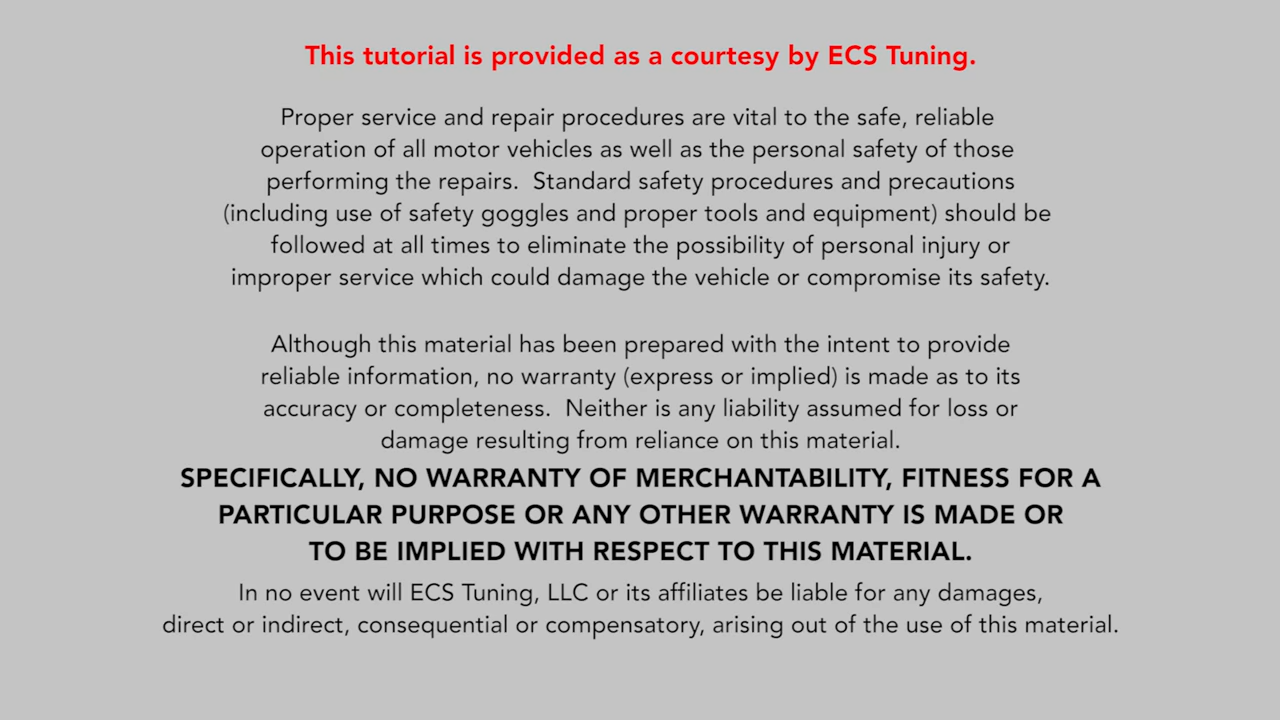 This tutorial is provided as a courtesy by ECS Tuning.
Proper service and repair procedures are vital to the safe, reliable
operation of all motor vehicles as well as the personal safety of those
performing the repairs.  Standard safety procedures and precautions
(including use of safety goggles and proper tools and equipment) should be
followed at all times to eliminate the possibility of personal injury or
improper service which could damage the vehicle or compromise its safety.
Although this material has been prepared with the intent to provide
reliable information, no warranty (express or implied) is made as to its
accuracy or completeness.  Neither is any liability assumed for loss or
damage resulting from reliance on this material.
SPECIFICALLY, NO WARRANTY OF MERCHANTABILITY, FITNESS FOR A
PARTICULAR PURPOSE OR ANY OTHER WARRANTY IS MADE OR
TO BE IMPLIED WITH RESPECT TO THIS MATERIAL.
In no event will ECS Tuning, LLC or its affiliates be liable for any damages,
direct or indirect, consequential or compensatory, arising out of the use of this material.